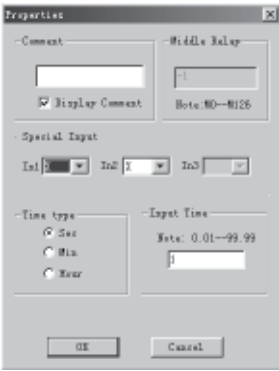 Properties
Comment
Middle Relay
-1
Display Comment
Note:M0--M126
Special Input
In1
In2 X
In3
Time type
Input Time
Sec
Note: 0.01--99.99
Min
1
Hour
OK
Cancel